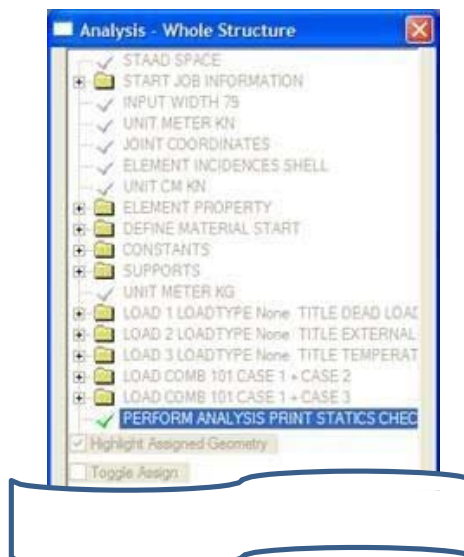 Analysis - Whole Structure
STAAD SPACE
START JOB INFORMATION
INPUT WIDTH 79
UNIT METER KN
JOINT COORDINATES
ELEMENT INCIDENCES SHELL
UNIT CM KN
ELEMENT PROPERTY
DEFINE MATERIAL START
CONSTANTS
SUPPORTS
UNIT METER KG
LOAD 1 LOADTYPE None TITLE DEAD LOAD
LOAD 2 LOADTYPE None TITLE EXTERNAL
LOAD 3 LOADTYPE None TITLE TEMPERAT
LOAD COMB 101 CASE 1 + CASE 2
LOAD COMB 101 CASE 1 + CASE 3
PERFORM ANALYSIS PRINT STATICS CHEC
Highlight Assigned Geometry
Toggle Assign